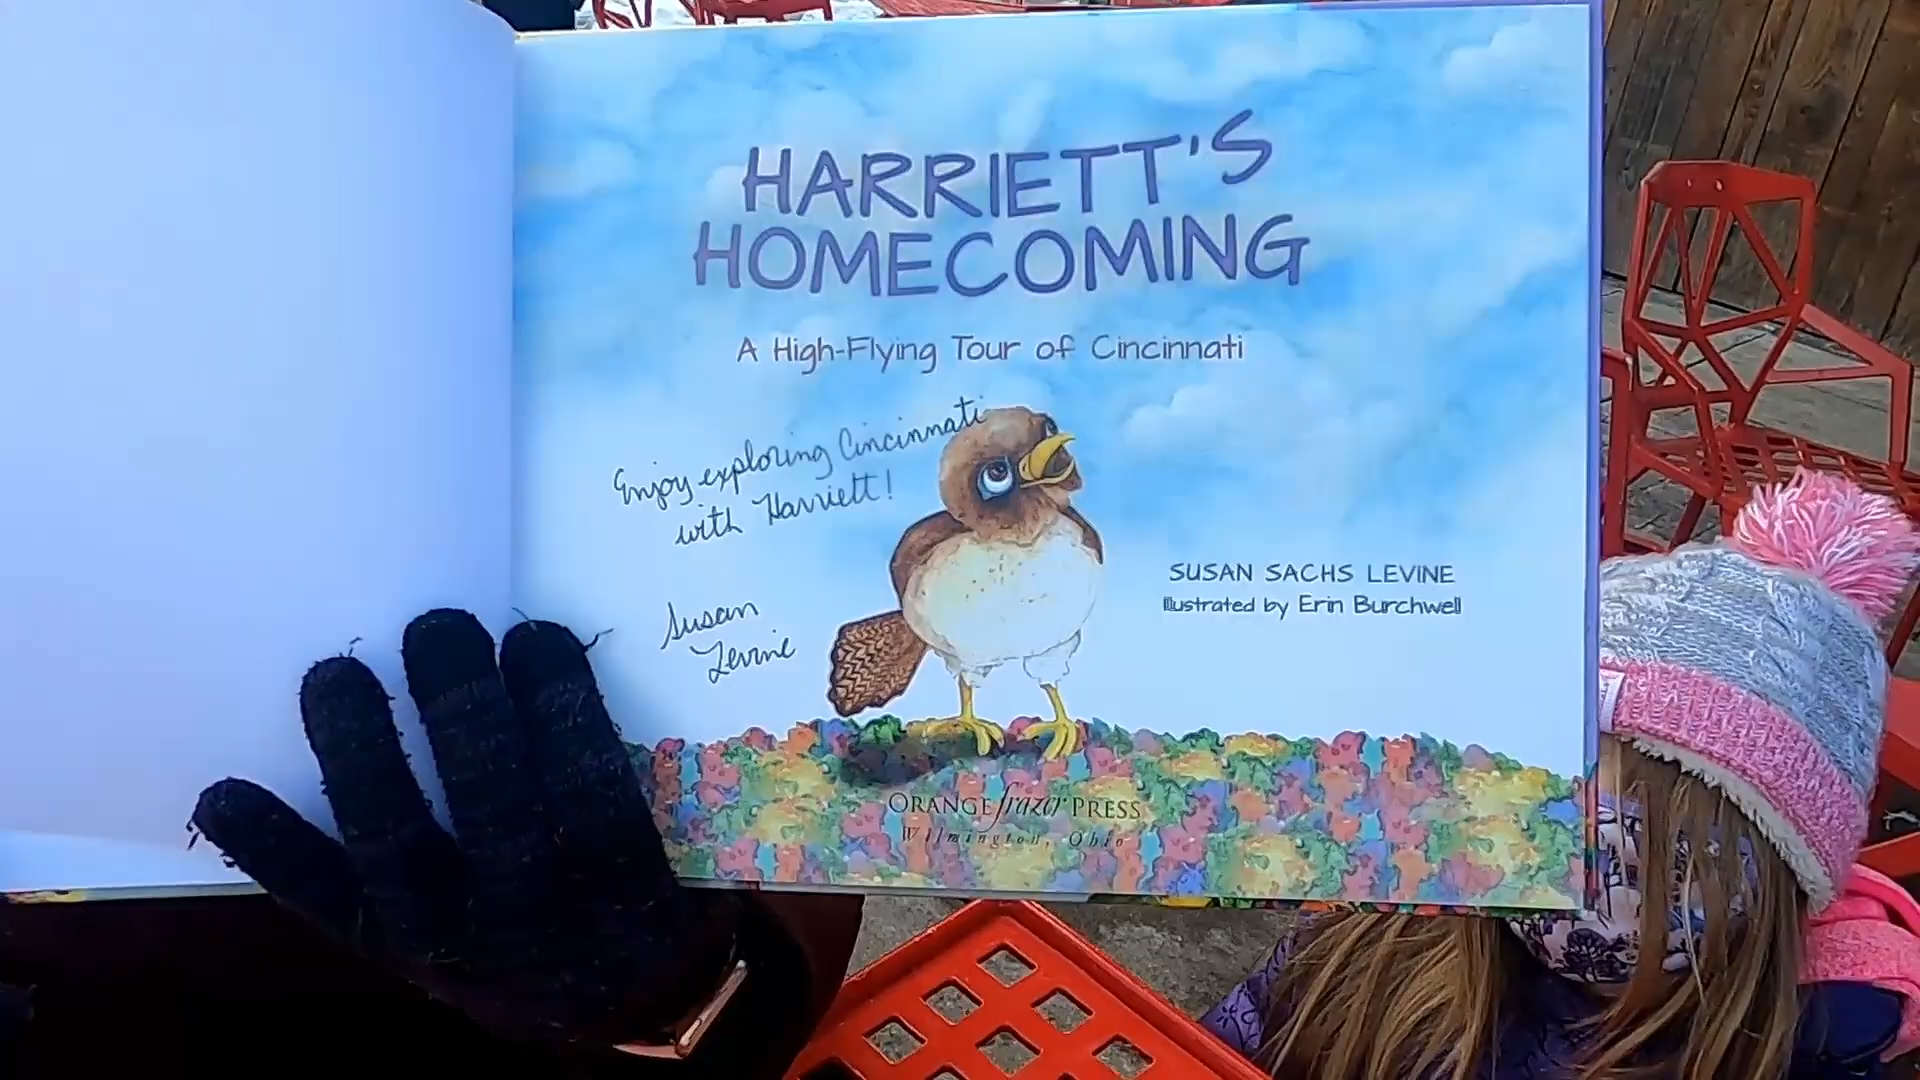 HARRIETT'S
HOMECOMING
A High-Flying Tour of Cincinnati
Enjoy exploring Cincinnati
with Harriett!
SUSAN SACHS LEVINE
Illustrated by Erin Burchwell
Susan
Levine
ORANGE frazer PRESS
Wilmington, Ohio